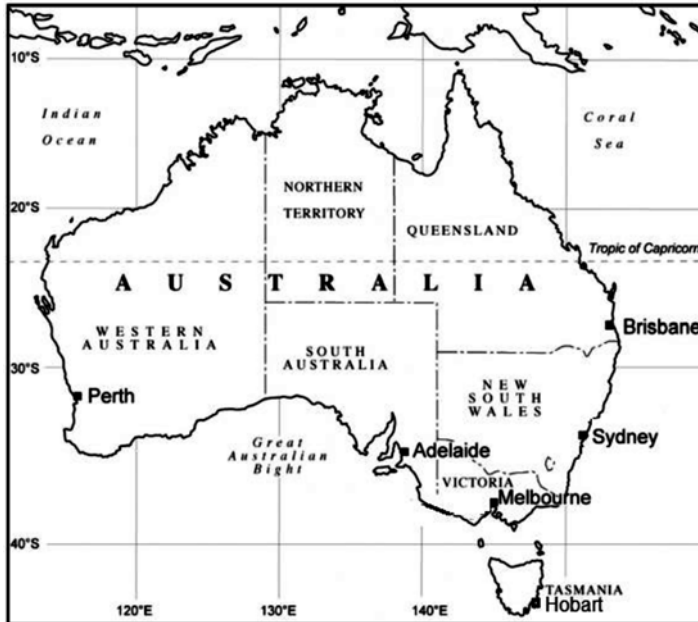 10°S
Indian
Ocean
Coral
Sea
NORTHERN
TERRITORY
20°S
QUEENSLAND
Tropic of Capricorn
AUSTRALIA
WESTERN
AUSTRALIA
SOUTH
AUSTRALIA
Brisbane
30°S
NEW
SOUTH
WALES
Perth
Great
Australian
Bight
Adelaide
Sydney
VICTORIA
Melbourne
40°S
TASMANIA
Hobart
120°E
130°E
140°E